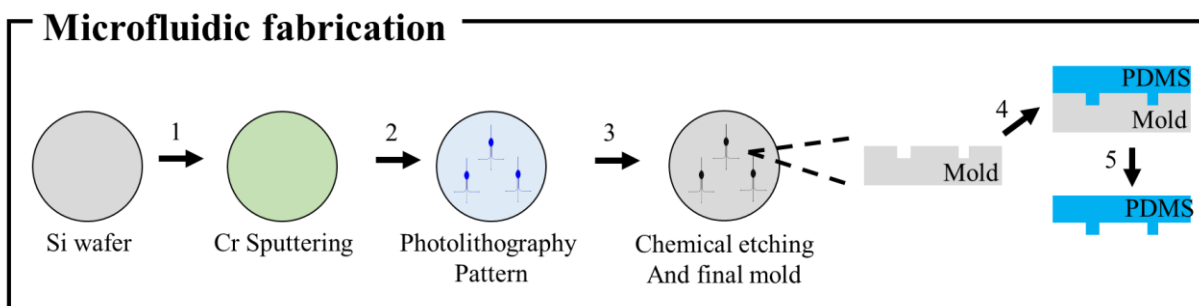 Microfluidic fabrication
1
2
3
4
5
Si wafer
Cr Sputtering
Photolithography
Pattern
Chemical etching
And final mold
Mold
PDMS
Mold
PDMS